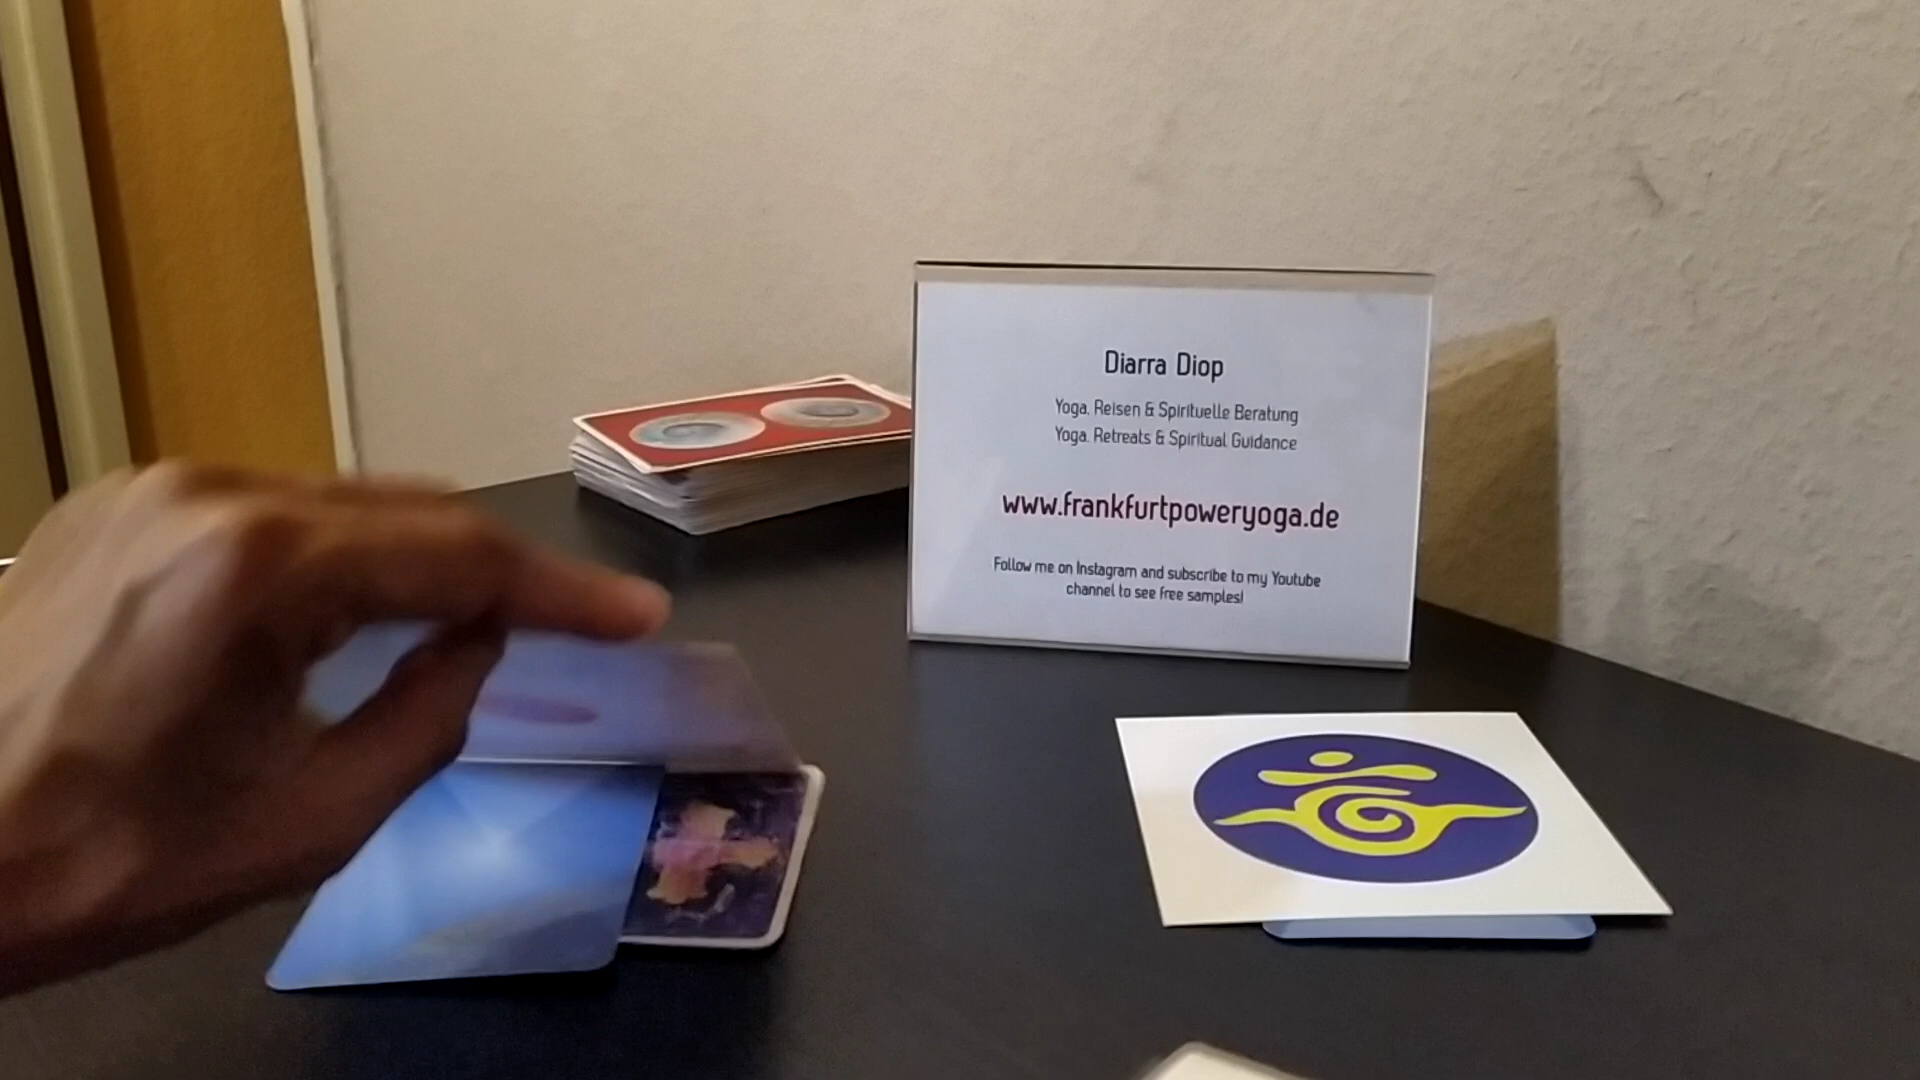 Diarra Diop
Yoga, Reisen & Spirituelle Beratung
Yoga, Retreats & Spiritual Guidance
www.frankfurtpoweryoga.de
Follow me on Instagram and subscribe to my Youtube
channel to see free samples!